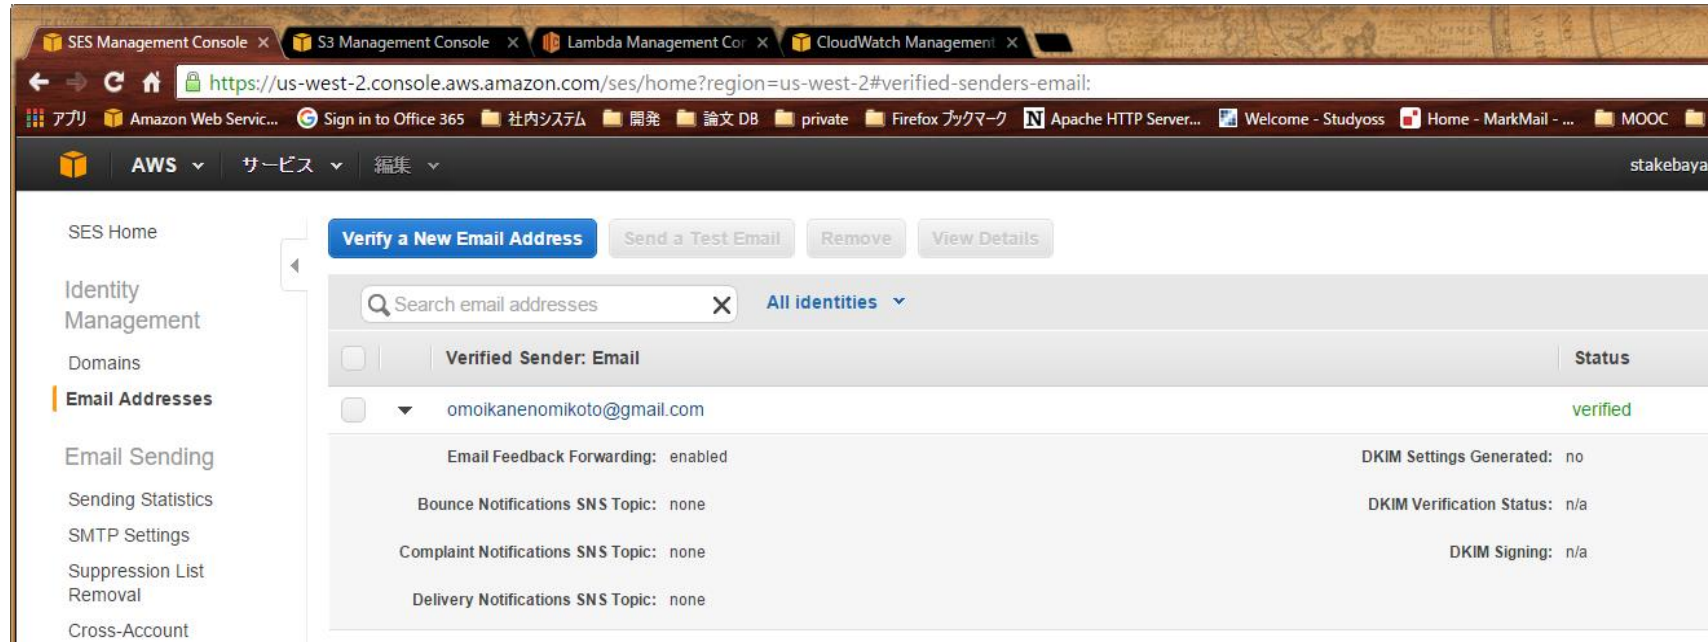 SES Management Console
S3 Management Console
Lambda Management Cor
CloudWatch Management
https://us-west-2.console.aws.amazon.com/ses/home?region=us-west-2#verified-senders-email:
アプリ Amazon Web Servic... Sign in to Office 365 社内システム 開発 論文 DB private Firefox ブックマーク Apache HTTP Server... Welcome - Studyoss Home - MarkMail - ... MOOC
AWS サービス 編集 stakebaya
SES Home
Identity
Management
Domains
Email Addresses
Email Sending
Sending Statistics
SMTP Settings
Suppression List
Removal
Cross-Account
Verify a New Email Address Send a Test Email Remove View Details
Search email addresses All identities
Verified Sender: Email Status
omoikanenomikoto@gmail.com verified
Email Feedback Forwarding: enabled DKIM Settings Generated: no
Bounce Notifications SNS Topic: none DKIM Verification Status: n/a
Complaint Notifications SNS Topic: none DKIM Signing: n/a
Delivery Notifications SNS Topic: none